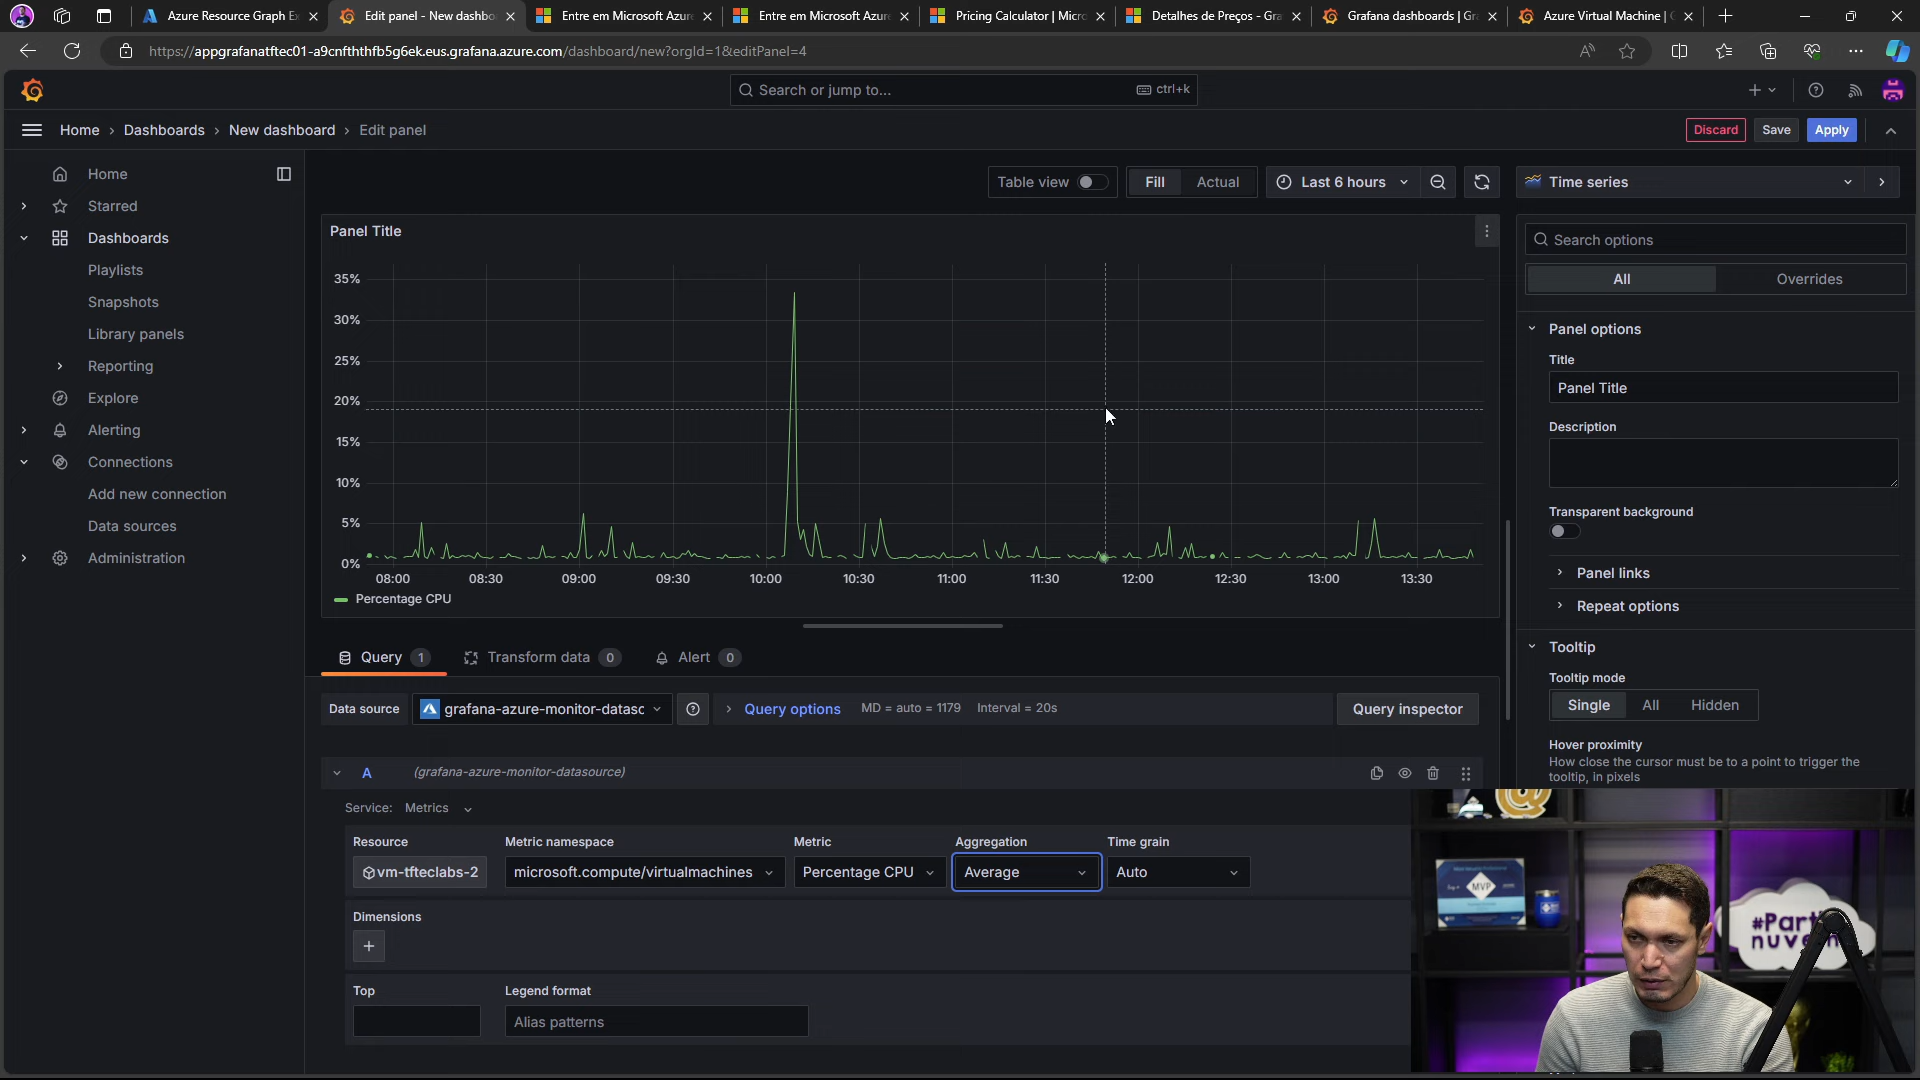 Azure Resource Graph E
Edit panel - New dashbo
Entre em Microsoft Azur
Entre em Microsoft Azur
Pricing Calculator | Micr
Detalhes de Preços - Gra
Grafana dashboards | Gr
Azure Virtual Machine |
https://appgrafanatftec01-a9cnfththfb5g6ek.eus.grafana.azure.com/dashboard/new?orgId=1&editPanel=4
Search or jump to...
ctrl+k
Home › Dashboards › New dashboard › Edit panel
Discard
Save
Apply
Home
Starred
Dashboards
Playlists
Snapshots
Library panels
Reporting
Explore
Alerting
Connections
Add new connection
Data sources
Administration
Table view
Fill
Actual
Last 6 hours
Time series
Panel Title
35%
30%
25%
20%
15%
10%
5%
0%
08:00 08:30 09:00 09:30 10:00 10:30 11:00 11:30 12:00 12:30 13:00 13:30
Percentage CPU
Search options
All
Overrides
Panel options
Title
Panel Title
Description
Transparent background
Panel links
Repeat options
Tooltip
Tooltip mode
Single
All
Hidden
Hover proximity
How close the cursor must be to a point to trigger the
tooltip, in pixels
Query 1
Transform data 0
Alert 0
Data source
grafana-azure-monitor-datasc
Query options
MD = auto = 1179
Interval = 20s
Query inspector
A
(grafana-azure-monitor-datasource)
Service: Metrics
Resource
Metric namespace
Metric
Aggregation
Time grain
vm-tfteclabs-2
microsoft.compute/virtualmachines
Percentage CPU
Average
Auto
Dimensions
Top
Legend format
Alias patterns
MVP
#Part
nuvem